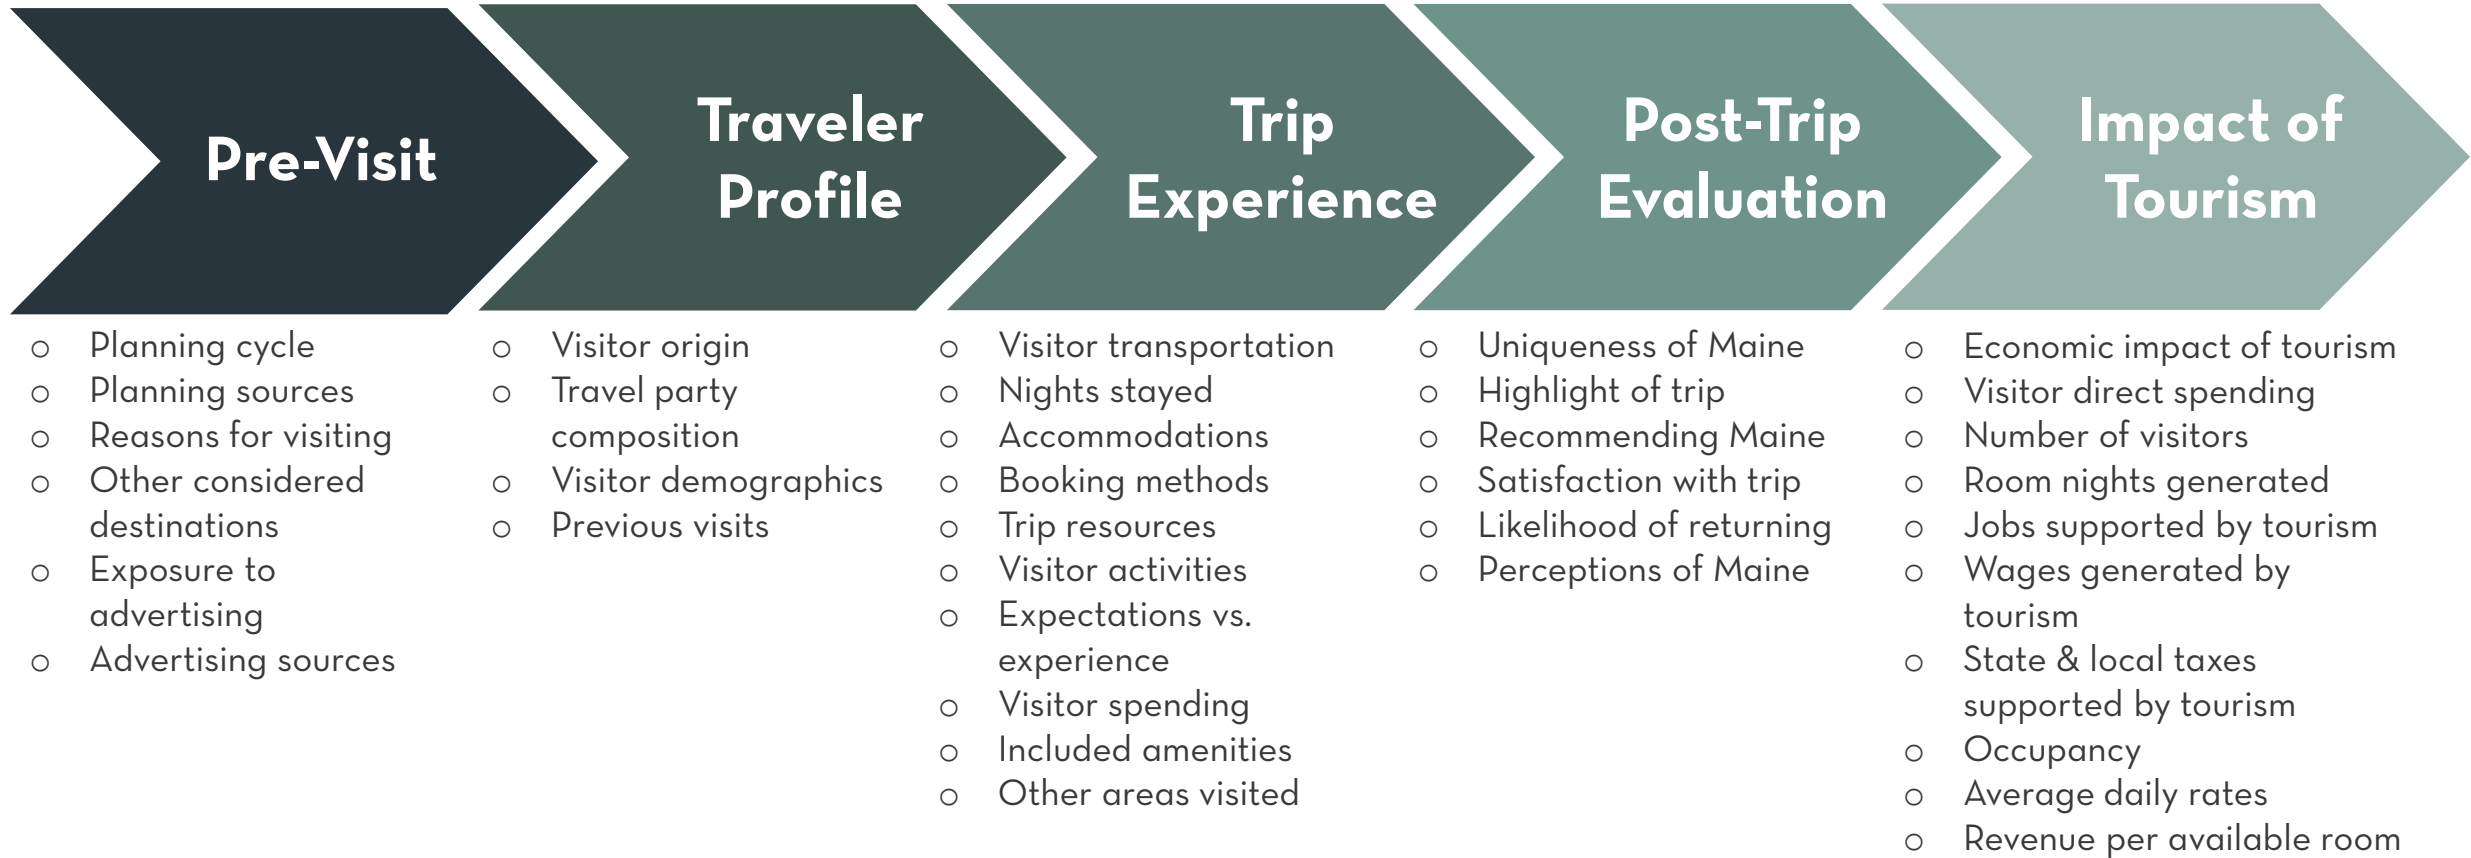 Pre-Visit
○ Planning cycle
○ Planning sources
○ Reasons for visiting
○ Other considered
destinations
○ Exposure to
advertising
○ Advertising sources
Traveler
Profile
○ Visitor origin
○ Travel party
composition
○ Visitor demographics
○ Previous visits
Trip
Experience
○ Visitor transportation
○ Nights stayed
○ Accommodations
○ Booking methods
○ Trip resources
○ Visitor activities
○ Expectations vs.
experience
○ Visitor spending
○ Included amenities
○ Other areas visited
Post-Trip
Evaluation
○ Uniqueness of Maine
○ Highlight of trip
○ Recommending Maine
○ Satisfaction with trip
○ Likelihood of returning
○ Perceptions of Maine
Impact of
Tourism
○ Economic impact of tourism
○ Visitor direct spending
○ Number of visitors
○ Room nights generated
○ Jobs supported by tourism
○ Wages generated by
tourism
○ State & local taxes
supported by tourism
○ Occupancy
○ Average daily rates
○ Revenue per available room